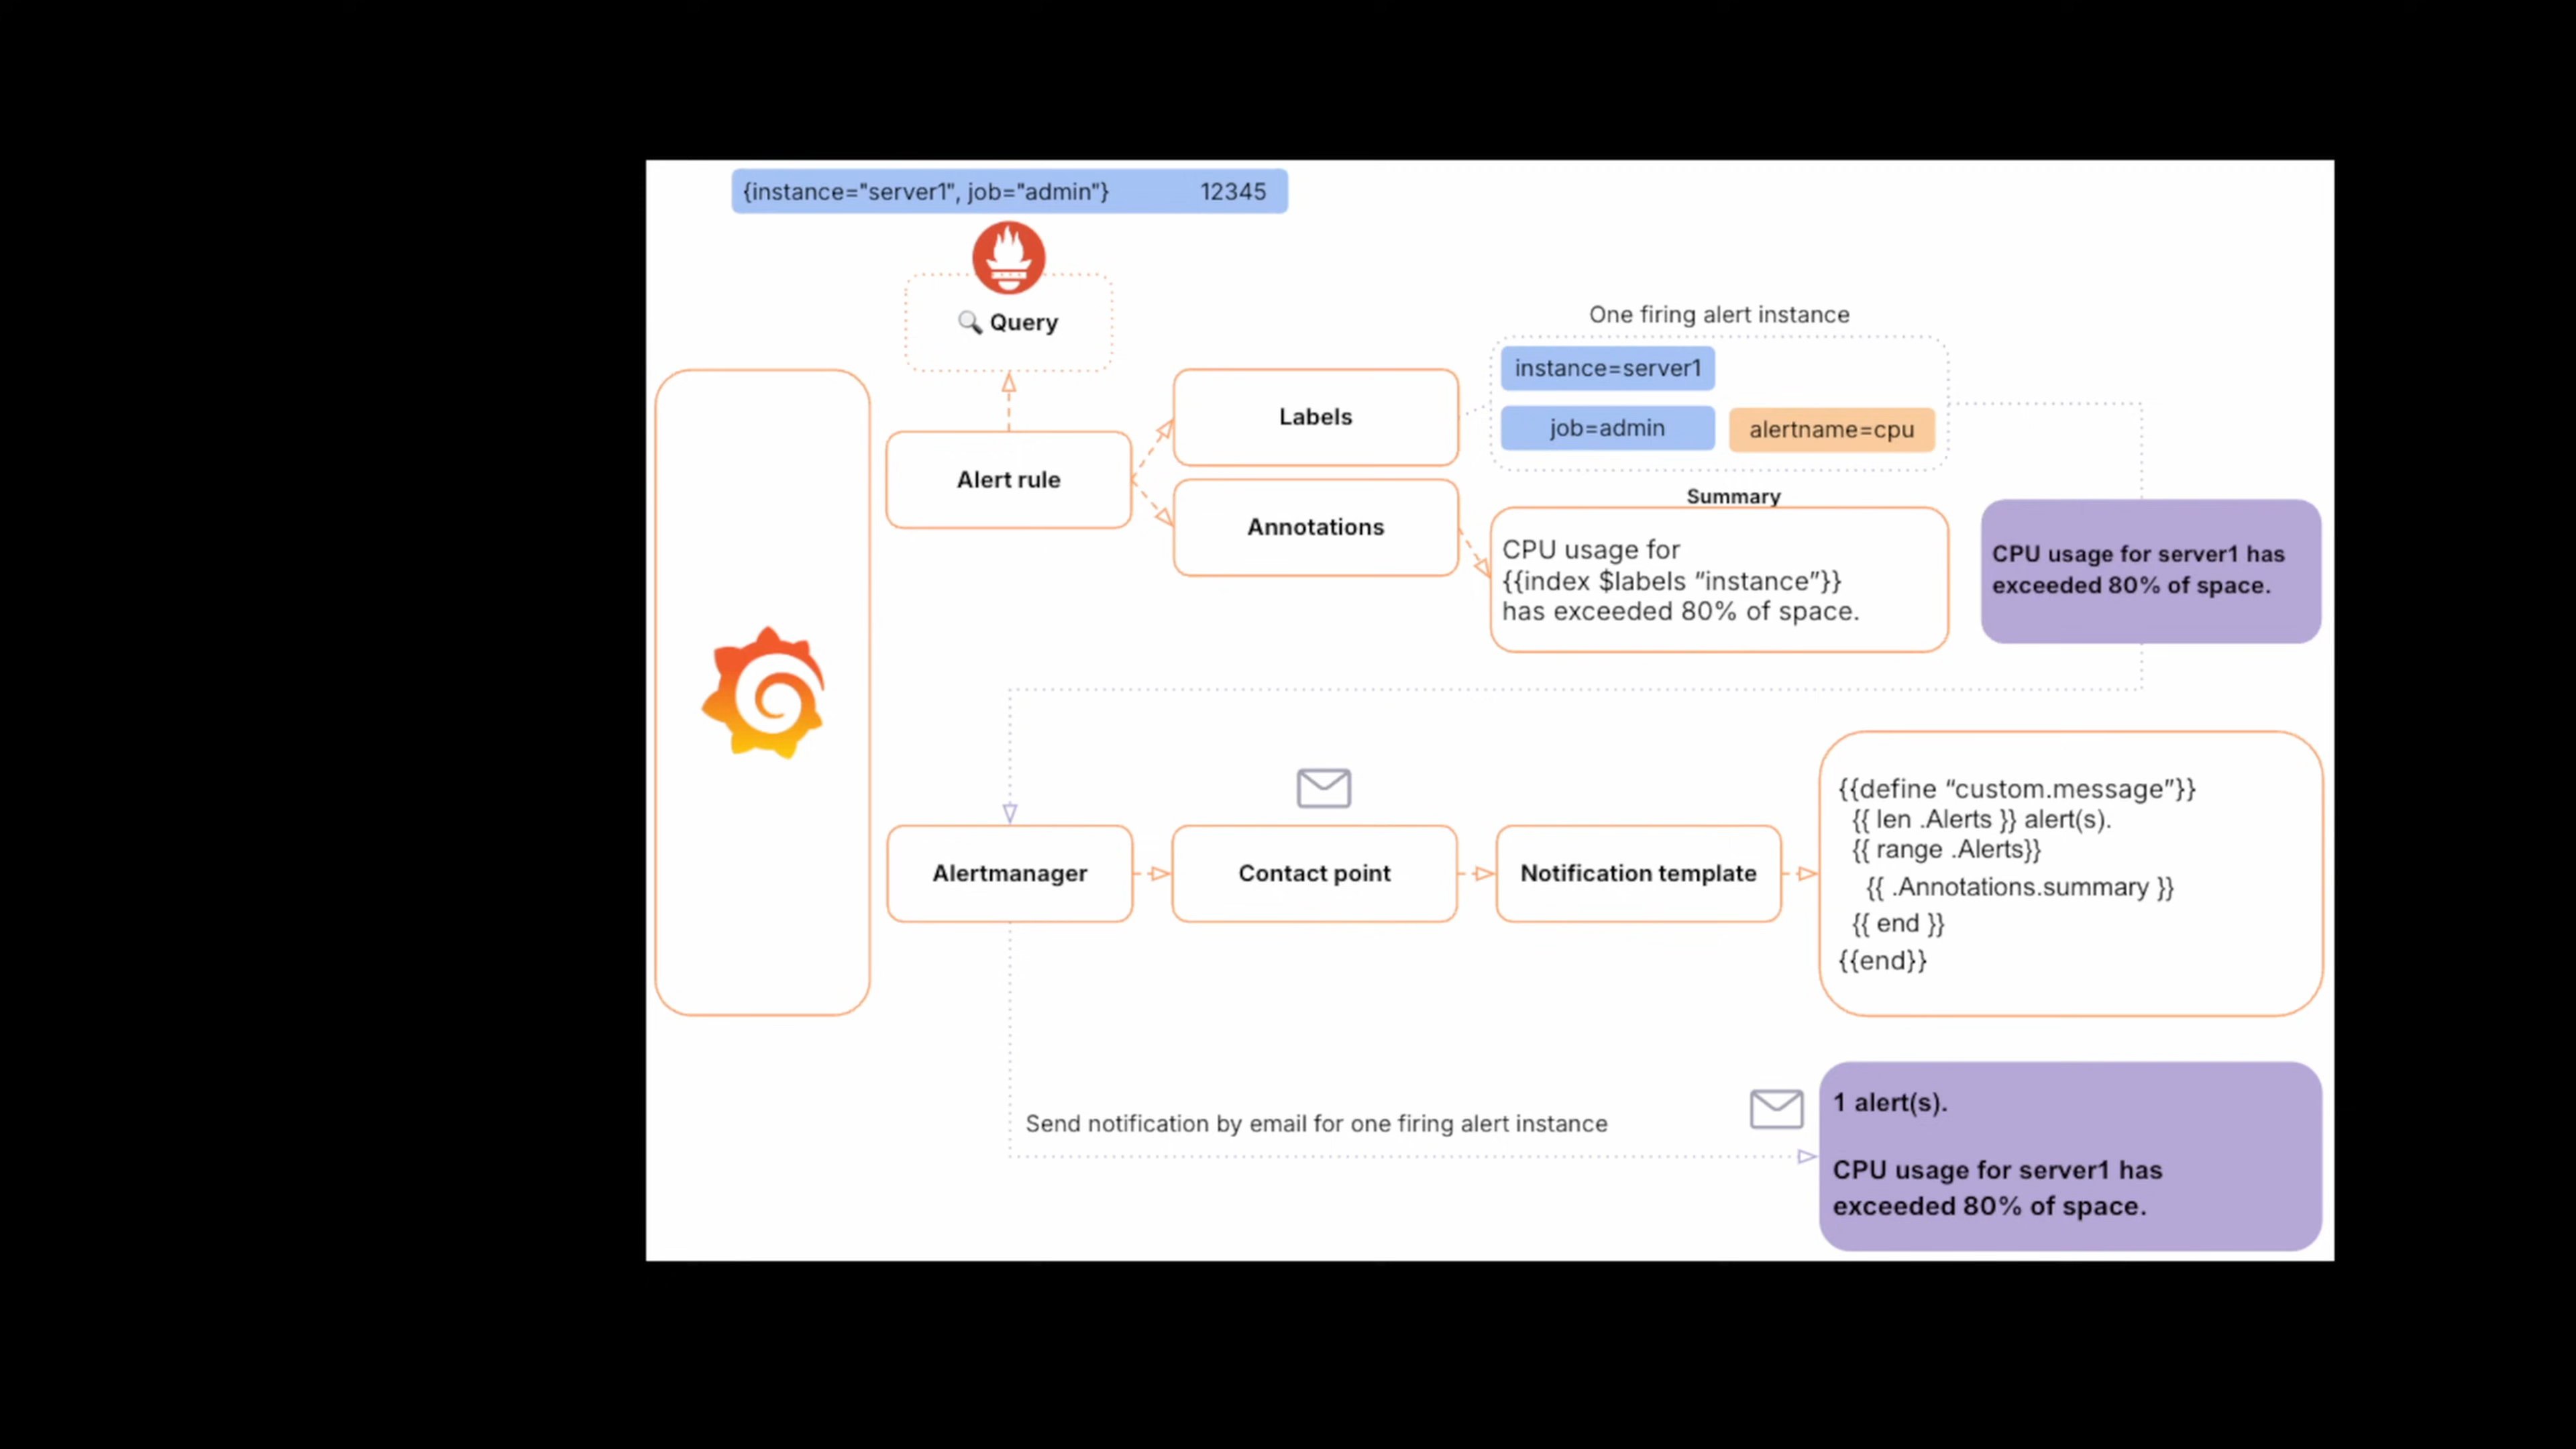 {instance="server1", job="admin"} 12345
Query
One firing alert instance
instance=server1
Labels
job=admin
alertname=cpu
Alert rule
Summary
Annotations
CPU usage for
{{index $labels “instance”}}
has exceeded 80% of space.
CPU usage for server1 has
exceeded 80% of space.
Alertmanager
Contact point
Notification template
{{define “custom.message”}}
{{ len .Alerts }} alert(s).
{{ range .Alerts}}
{{ .Annotations.summary }}
{{ end }}
{{end}}
Send notification by email for one firing alert instance
1 alert(s).
CPU usage for server1 has
exceeded 80% of space.